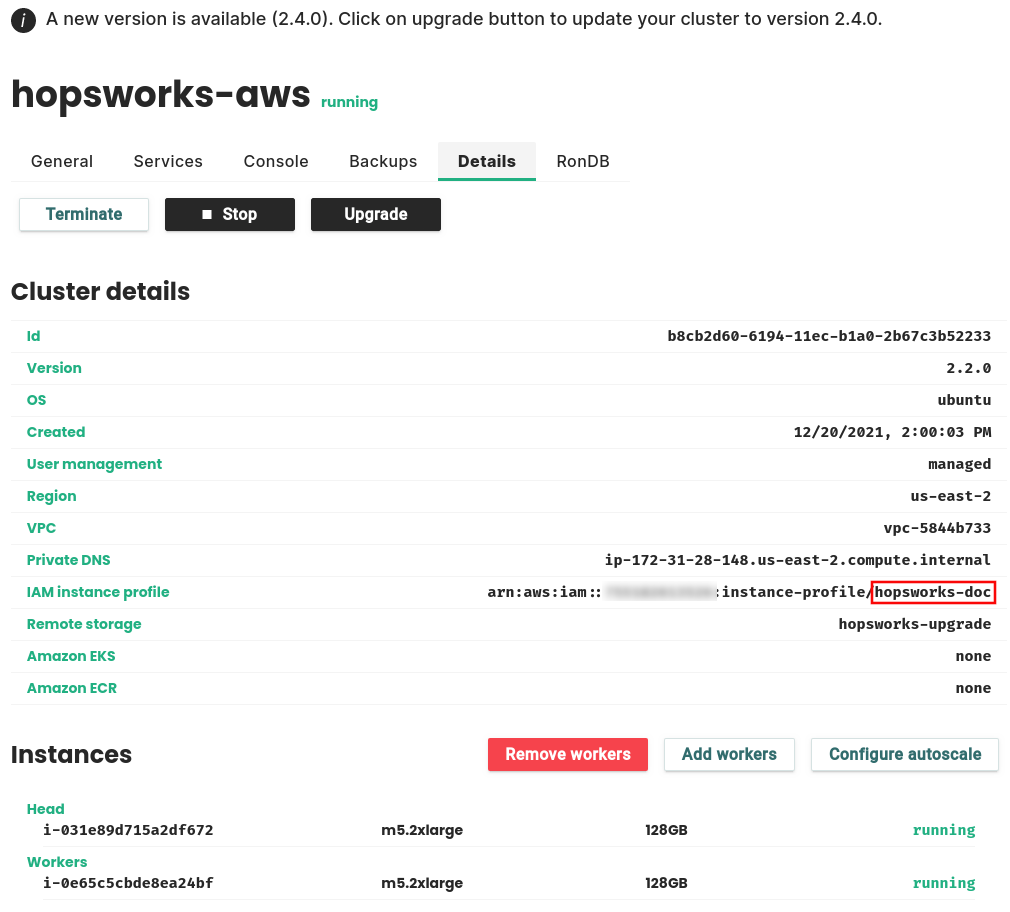 i A new version is available (2.4.0). Click on upgrade button to update your cluster to version 2.4.0.
hopsworks-aws running
General Services Console Backups Details RonDB
Terminate Stop Upgrade
Cluster details
Id b8cb2d60-6194-11ec-b1a0-2b67c3b52233
Version 2.2.0
OS ubuntu
Created 12/20/2021, 2:00:03 PM
User management managed
Region us-east-2
VPC vpc-5844b733
Private DNS ip-172-31-28-148.us-east-2.compute.internal
IAM instance profile arn:aws:iam:: :instance-profile/hopsworks-doc
Remote storage hopsworks-upgrade
Amazon EKS none
Amazon ECR none
Instances Remove workers Add workers Configure autoscale
Head
i-031e89d715a2df672 m5.2xlarge 128GB running
Workers
i-0e65c5cbde8ea24bf m5.2xlarge 128GB running